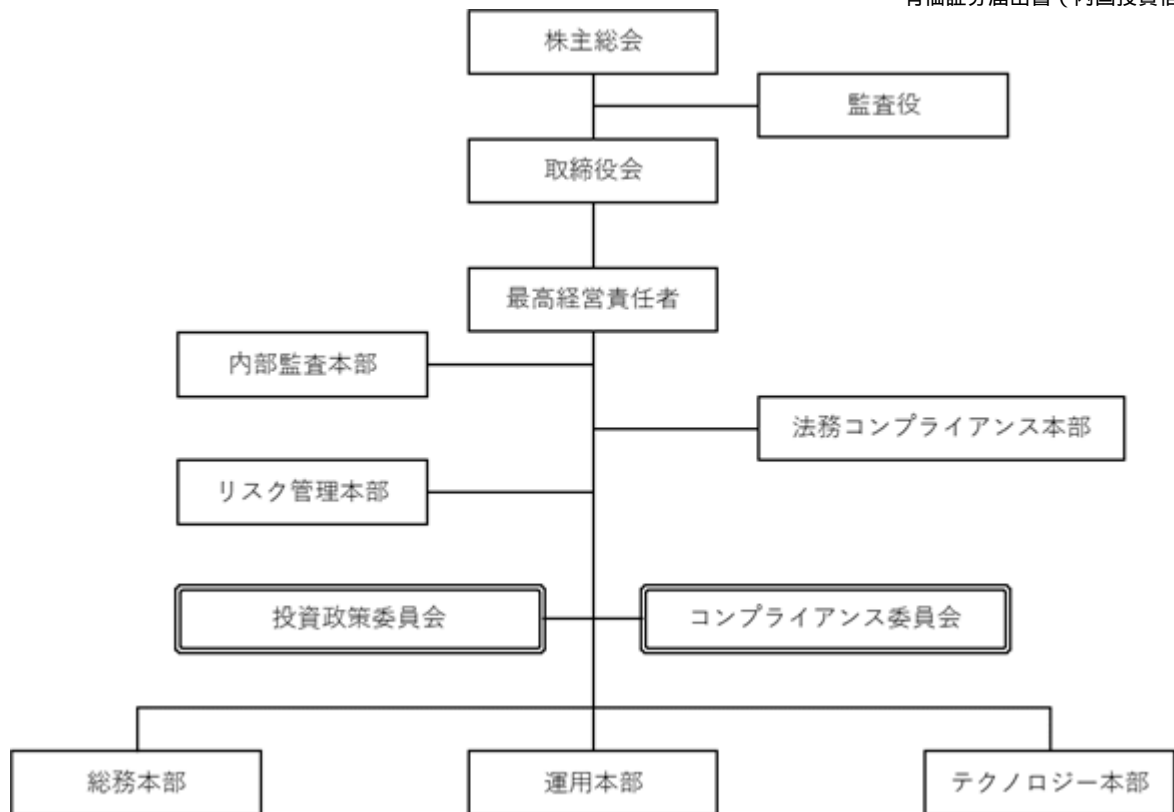 株主総会
監査役
取締役会
最高経営責任者
内部監査本部
法務コンプライアンス本部
リスク管理本部
投資政策委員会
コンプライアンス委員会
総務本部
運用本部
テクノロジー本部